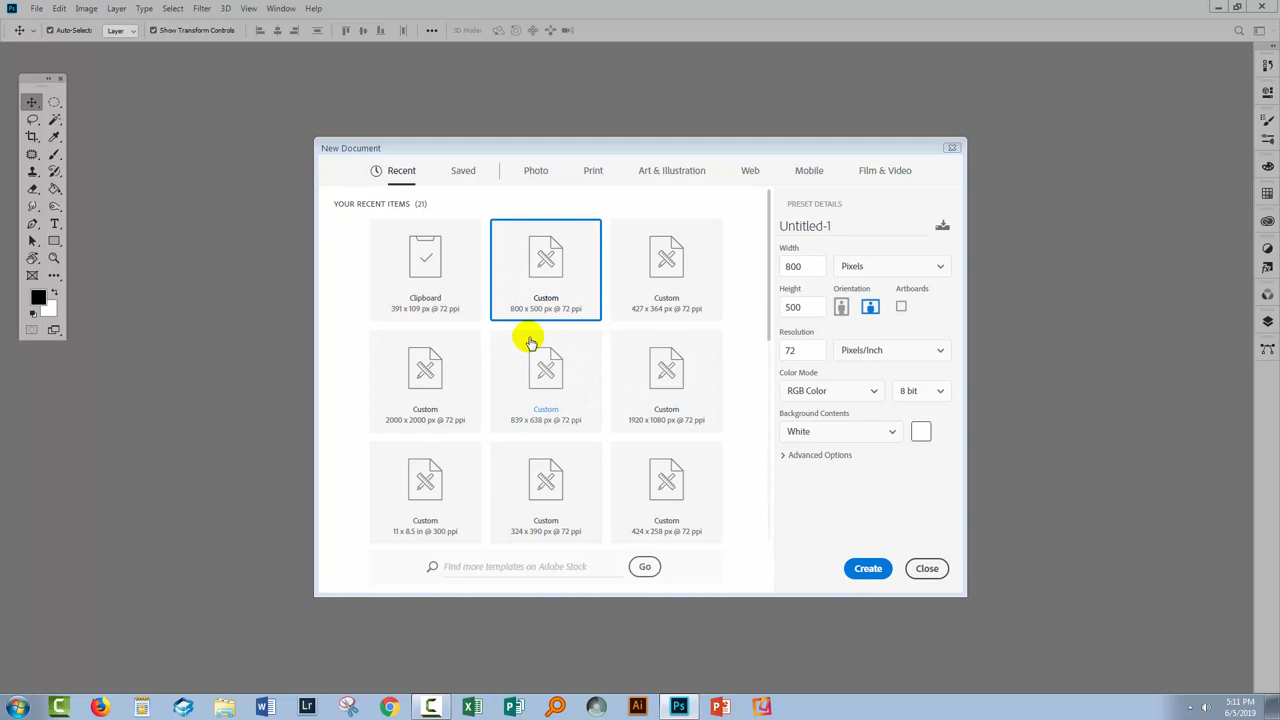 Ps File Edit Image Layer Type Select Filter 3D View Window Help
Auto-Select: Layer Show Transform Controls 3D Mode:
New Document
Recent Saved Photo Print Art & Illustration Web Mobile Film & Video
YOUR RECENT ITEMS (21)
Clipboard
391 x 109 px @ 72 ppi
Custom
800 x 500 px @ 72 ppi
Custom
427 x 364 px @ 72 ppi
Custom
2000 x 2000 px @ 72 ppi
Custom
839 x 638 px @ 72 ppi
Custom
1920 x 1080 px @ 72 ppi
Custom
11 x 8.5 in @ 300 ppi
Custom
324 x 390 px @ 72 ppi
Custom
424 x 258 px @ 72 ppi
Find more templates on Adobe Stock Go
PRESET DETAILS
Untitled-1
Width
800 Pixels
Height Orientation Artboards
500
Resolution
72 Pixels/Inch
Color Mode
RGB Color 8 bit
Background Contents
White
Advanced Options
Create Close
Lr Ai Ps
5:11 PM
6/5/2019